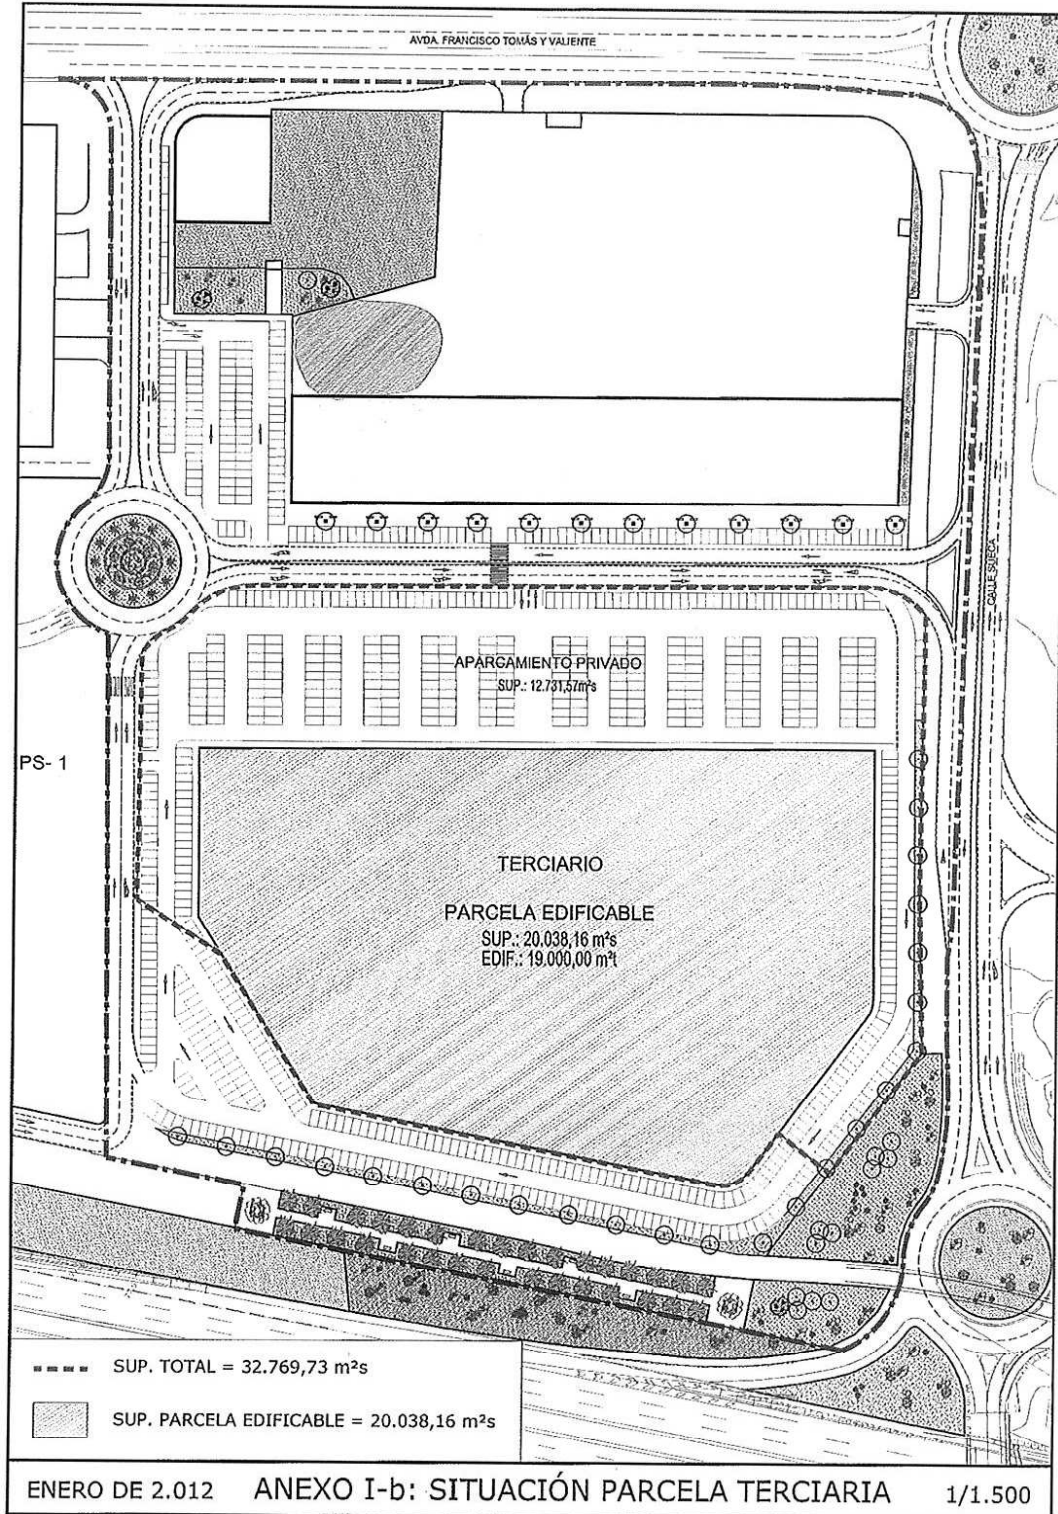 AVDA. FRANCISCO TOMÁS Y VALIENTE
CALLE SUECA
APARCAMIENTO PRIVADO
SUP.: 12.731,57m²s
PS- 1
TERCIARIO
PARCELA EDIFICABLE
SUP.: 20.038,16 m²s
EDIF.: 19.000,00 m²t
SUP. TOTAL = 32.769,73 m²s
SUP. PARCELA EDIFICABLE = 20.038,16 m²s
ENERO DE 2.012 ANEXO I-b: SITUACIÓN PARCELA TERCIARIA 1/1.500